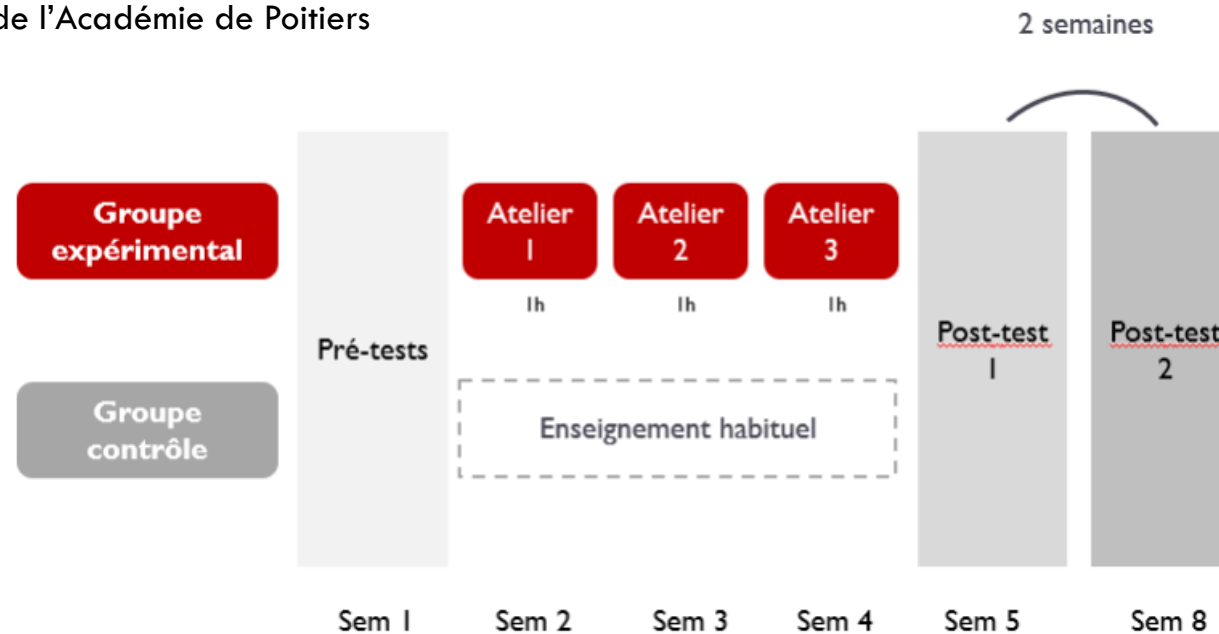 de l'Académie de Poitiers
2 semaines
Groupe
expérimental
Atelier
1
Atelier
2
Atelier
3
1h
1h
1h
Pré-tests
Post-test
1
Post-test
2
Groupe
contrôle
Enseignement habituel
Sem 1
Sem 2
Sem 3
Sem 4
Sem 5
Sem 8